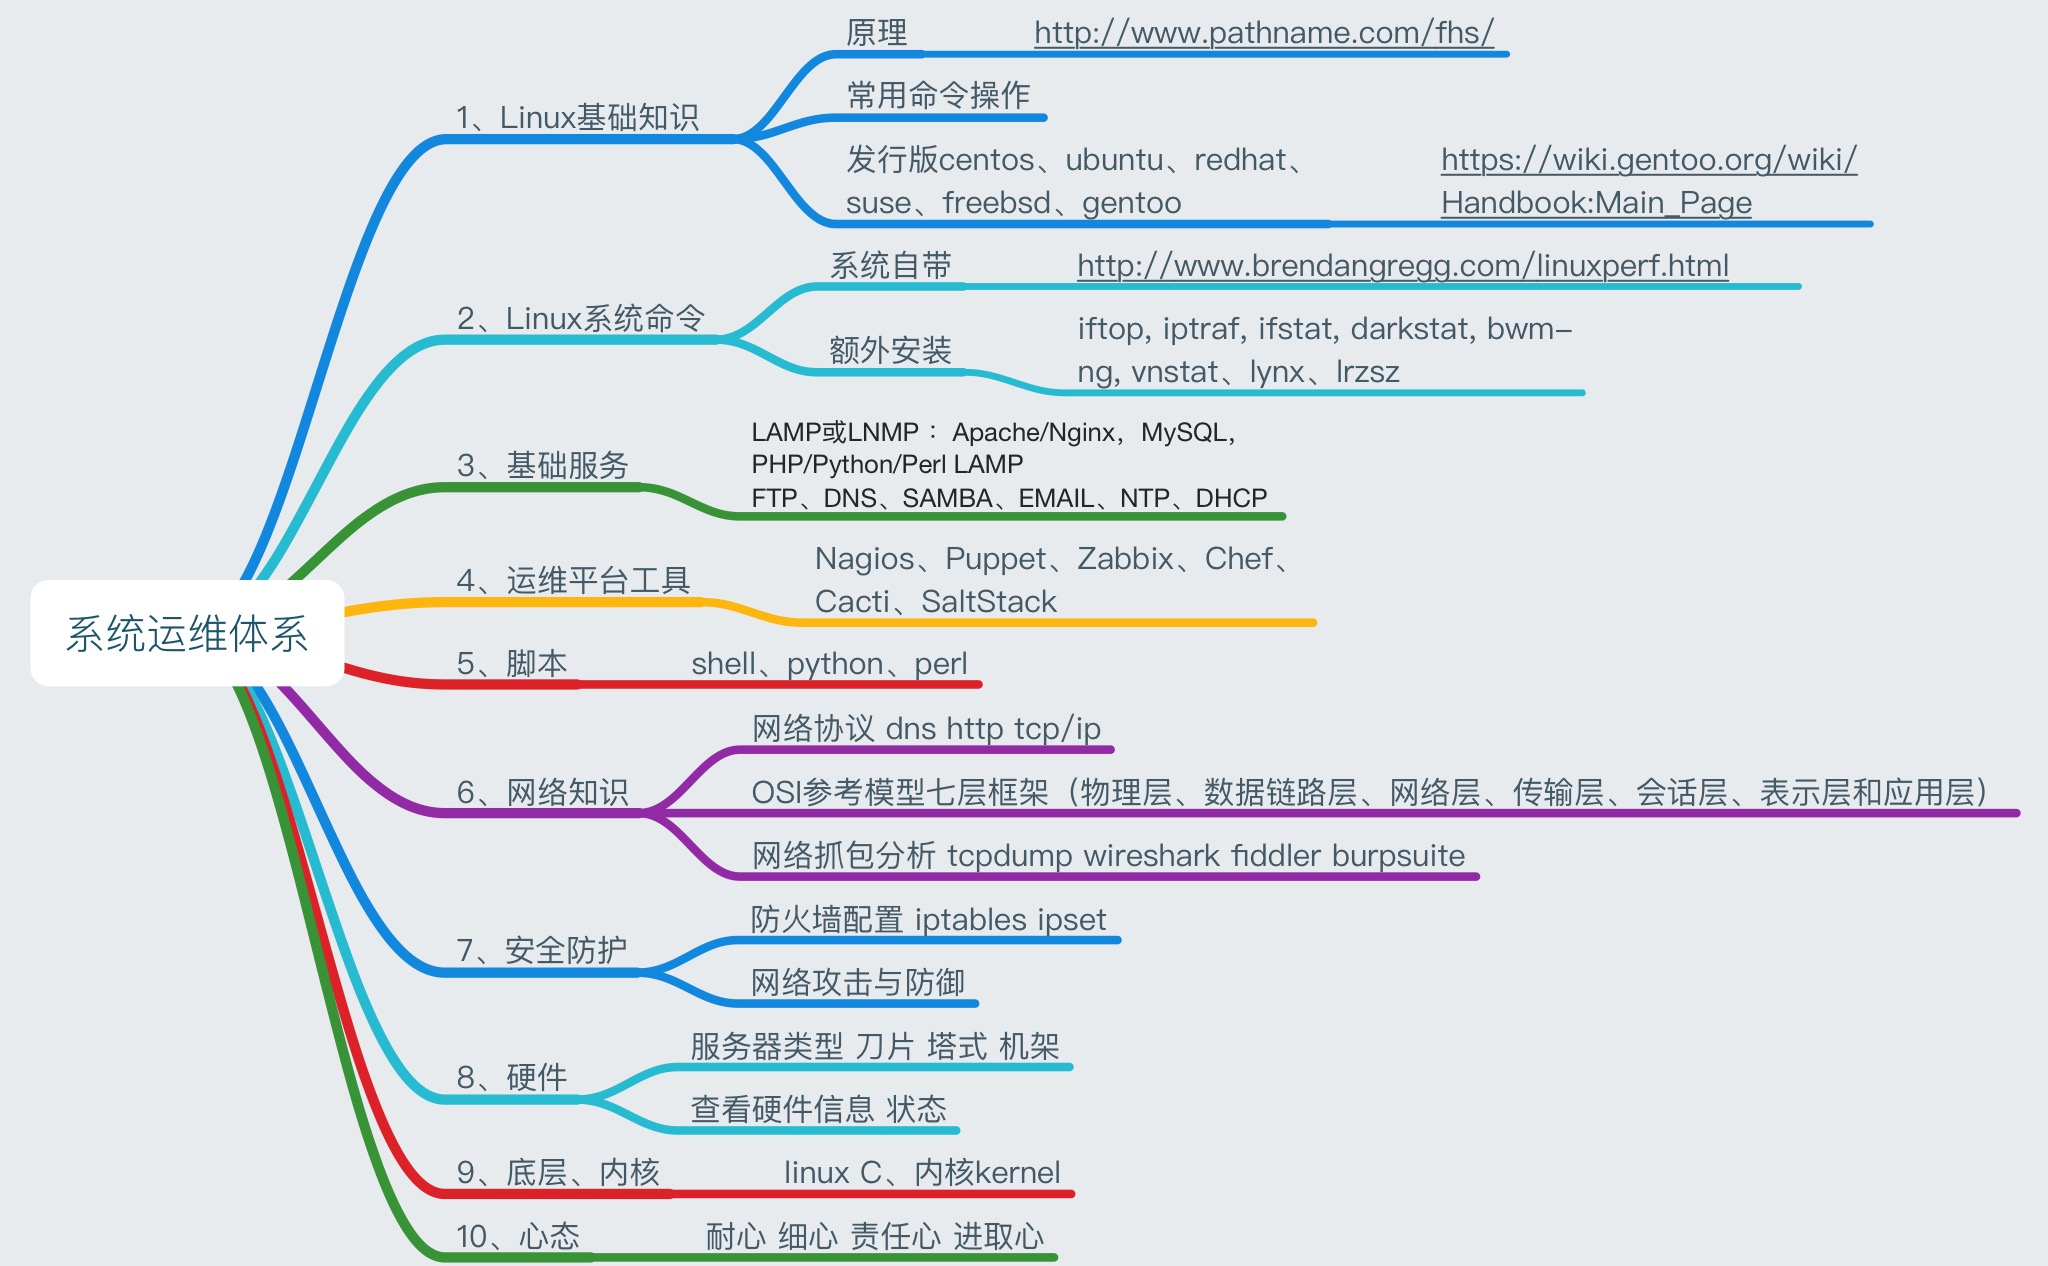 系统运维体系
1、Linux基础知识
原理
http://www.pathname.com/fhs/
常用命令操作
发行版centos、ubuntu、redhat、
suse、freebsd、gentoo
https://wiki.gentoo.org/wiki/
Handbook:Main_Page
2、Linux系统命令
系统自带
http://www.brendangregg.com/linuxperf.html
额外安装
iftop, iptraf, ifstat, darkstat, bwm-
ng, vnstat、lynx、lrzsz
3、基础服务
LAMP或LNMP ：Apache/Nginx，MySQL,
PHP/Python/Perl LAMP
FTP、DNS、SAMBA、EMAIL、NTP、DHCP
4、运维平台工具
Nagios、Puppet、Zabbix、Chef、
Cacti、SaltStack
5、脚本
shell、python、perl
6、网络知识
网络协议 dns http tcp/ip
OSI参考模型七层框架（物理层、数据链路层、网络层、传输层、会话层、表示层和应用层）
网络抓包分析 tcpdump wireshark fiddler burpsuite
7、安全防护
防火墙配置 iptables ipset
网络攻击与防御
8、硬件
服务器类型 刀片 塔式 机架
查看硬件信息 状态
9、底层、内核
linux C、内核kernel
10、心态
耐心 细心 责任心 进取心